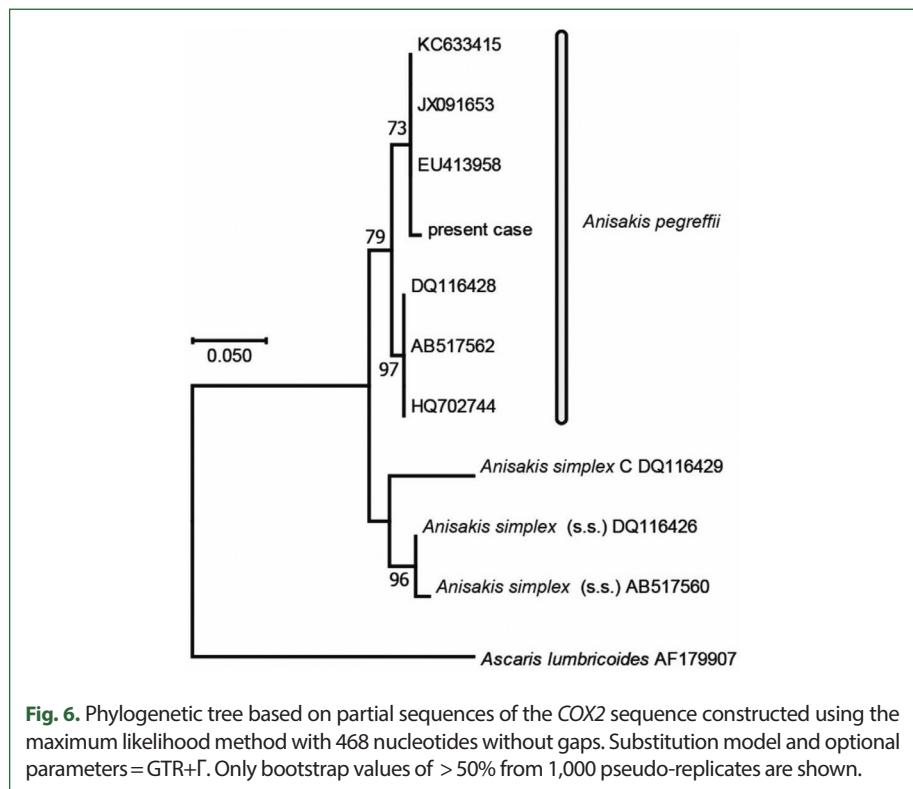 KC633415
JX091653
73
EU413958
79
present case
Anisakis pegreffii
DQ116428
0.050
AB517562
97
HQ702744
Anisakis simplex C DQ116429
Anisakis simplex (s.s.) DQ116426
96
Anisakis simplex (s.s.) AB517560
Ascaris lumbricoides AF179907
Fig. 6. Phylogenetic tree based on partial sequences of the COX2 sequence constructed using the
maximum likelihood method with 468 nucleotides without gaps. Substitution model and optional
parameters = GTR+Γ. Only bootstrap values of > 50% from 1,000 pseudo-replicates are shown.